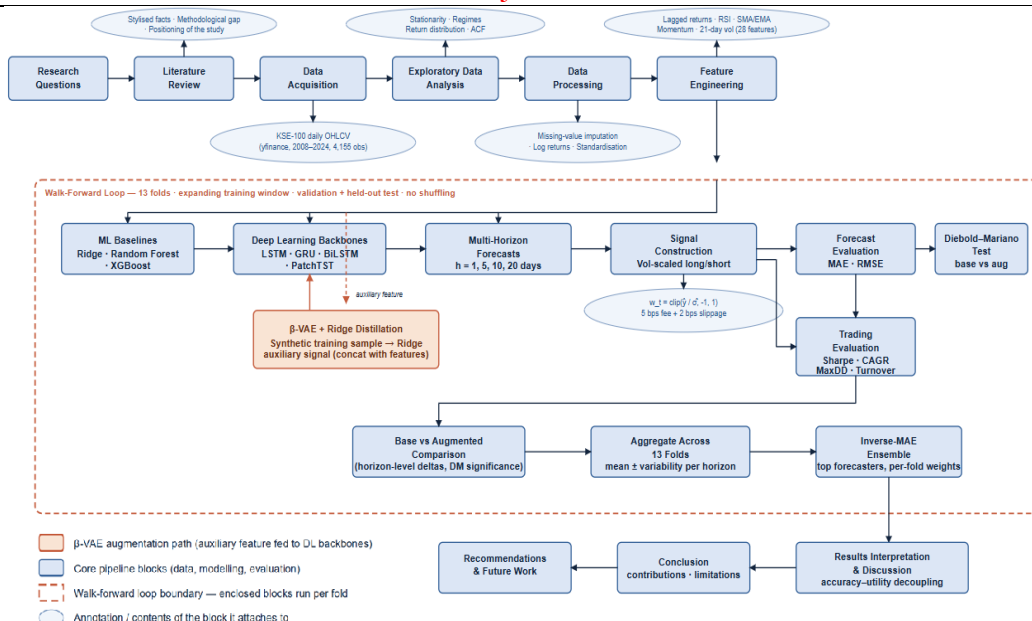 Stylised facts · Methodological gap
· Positioning of the study
Stationarity · Regimes
Return distribution · ACF
Lagged returns · RSI · SMA/EMA
Momentum · 21-day vol (28 features)
Research
Questions
Literature
Review
Data
Acquisition
Exploratory Data
Analysis
Data
Processing
Feature
Engineering
KSE-100 daily OHLCV
(yfinance, 2008–2024, 4,155 obs)
Missing-value imputation
· Log returns · Standardisation
Walk-Forward Loop — 13 folds · expanding training window · validation + held-out test · no shuffling
ML Baselines
Ridge · Random Forest
· XGBoost
Deep Learning Backbones
LSTM · GRU · BiLSTM
· PatchTST
Multi-Horizon
Forecasts
h = 1, 5, 10, 20 days
Signal
Construction
Vol-scaled long/short
Forecast
Evaluation
MAE · RMSE
Diebold–Mariano
Test
base vs aug
auxiliary feature
w_t = clip(ŷ / σ̂, -1, 1)
5 bps fee + 2 bps slippage
β-VAE + Ridge Distillation
Synthetic training sample → Ridge
auxiliary signal (concat with features)
Trading
Evaluation
Sharpe · CAGR
MaxDD · Turnover
Base vs Augmented
Comparison
(horizon-level deltas, DM significance)
Aggregate Across
13 Folds
mean ± variability per horizon
Inverse-MAE
Ensemble
top forecasters, per-fold weights
β-VAE augmentation path (auxiliary feature fed to DL backbones)
Core pipeline blocks (data, modelling, evaluation)
Walk-forward loop boundary — enclosed blocks run per fold
Annotation / contents of the block it attaches to
Recommendations
& Future Work
Conclusion
contributions · limitations
Results Interpretation
& Discussion
accuracy–utility decoupling